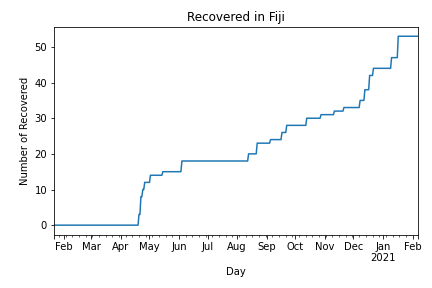 Recovered in Fiji
Number of Recovered
50
40
30
20
10
0
Feb Mar Apr May Jun Jul Aug Sep Oct Nov Dec Jan Feb
2021
Day